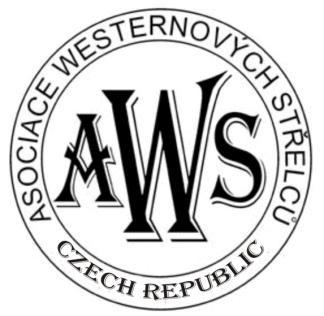 ASOCIACE WESTERNOVÝCH STŘELCŮ
AWS
CZECH REPUBLIC